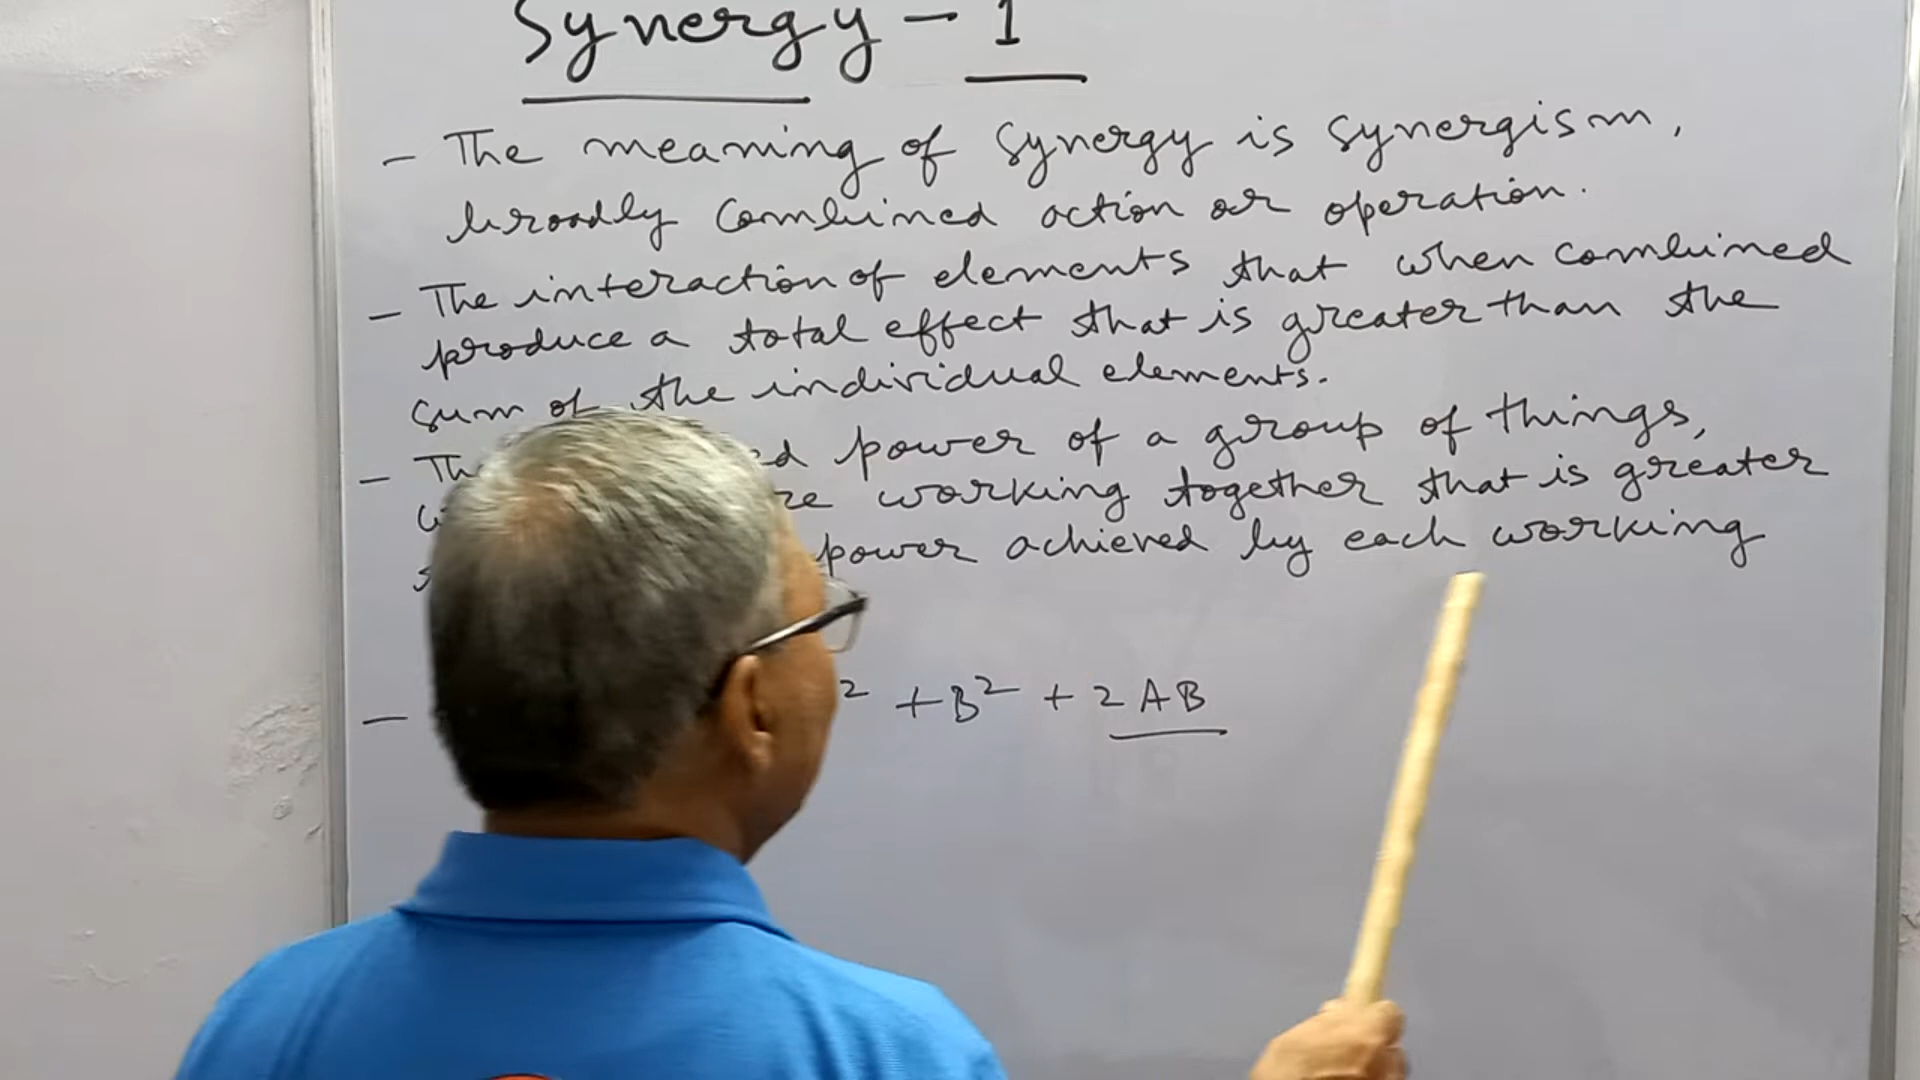 Synergy - 1
- The meaning of synergy is synergism,
broadly combined action or operation.
- The interaction of elements that when combined
produce a total effect that is greater than the
sum of the individual elements.
- power of a group of things,
working together that is greater
power achieved by each working
- ² + B² + 2AB